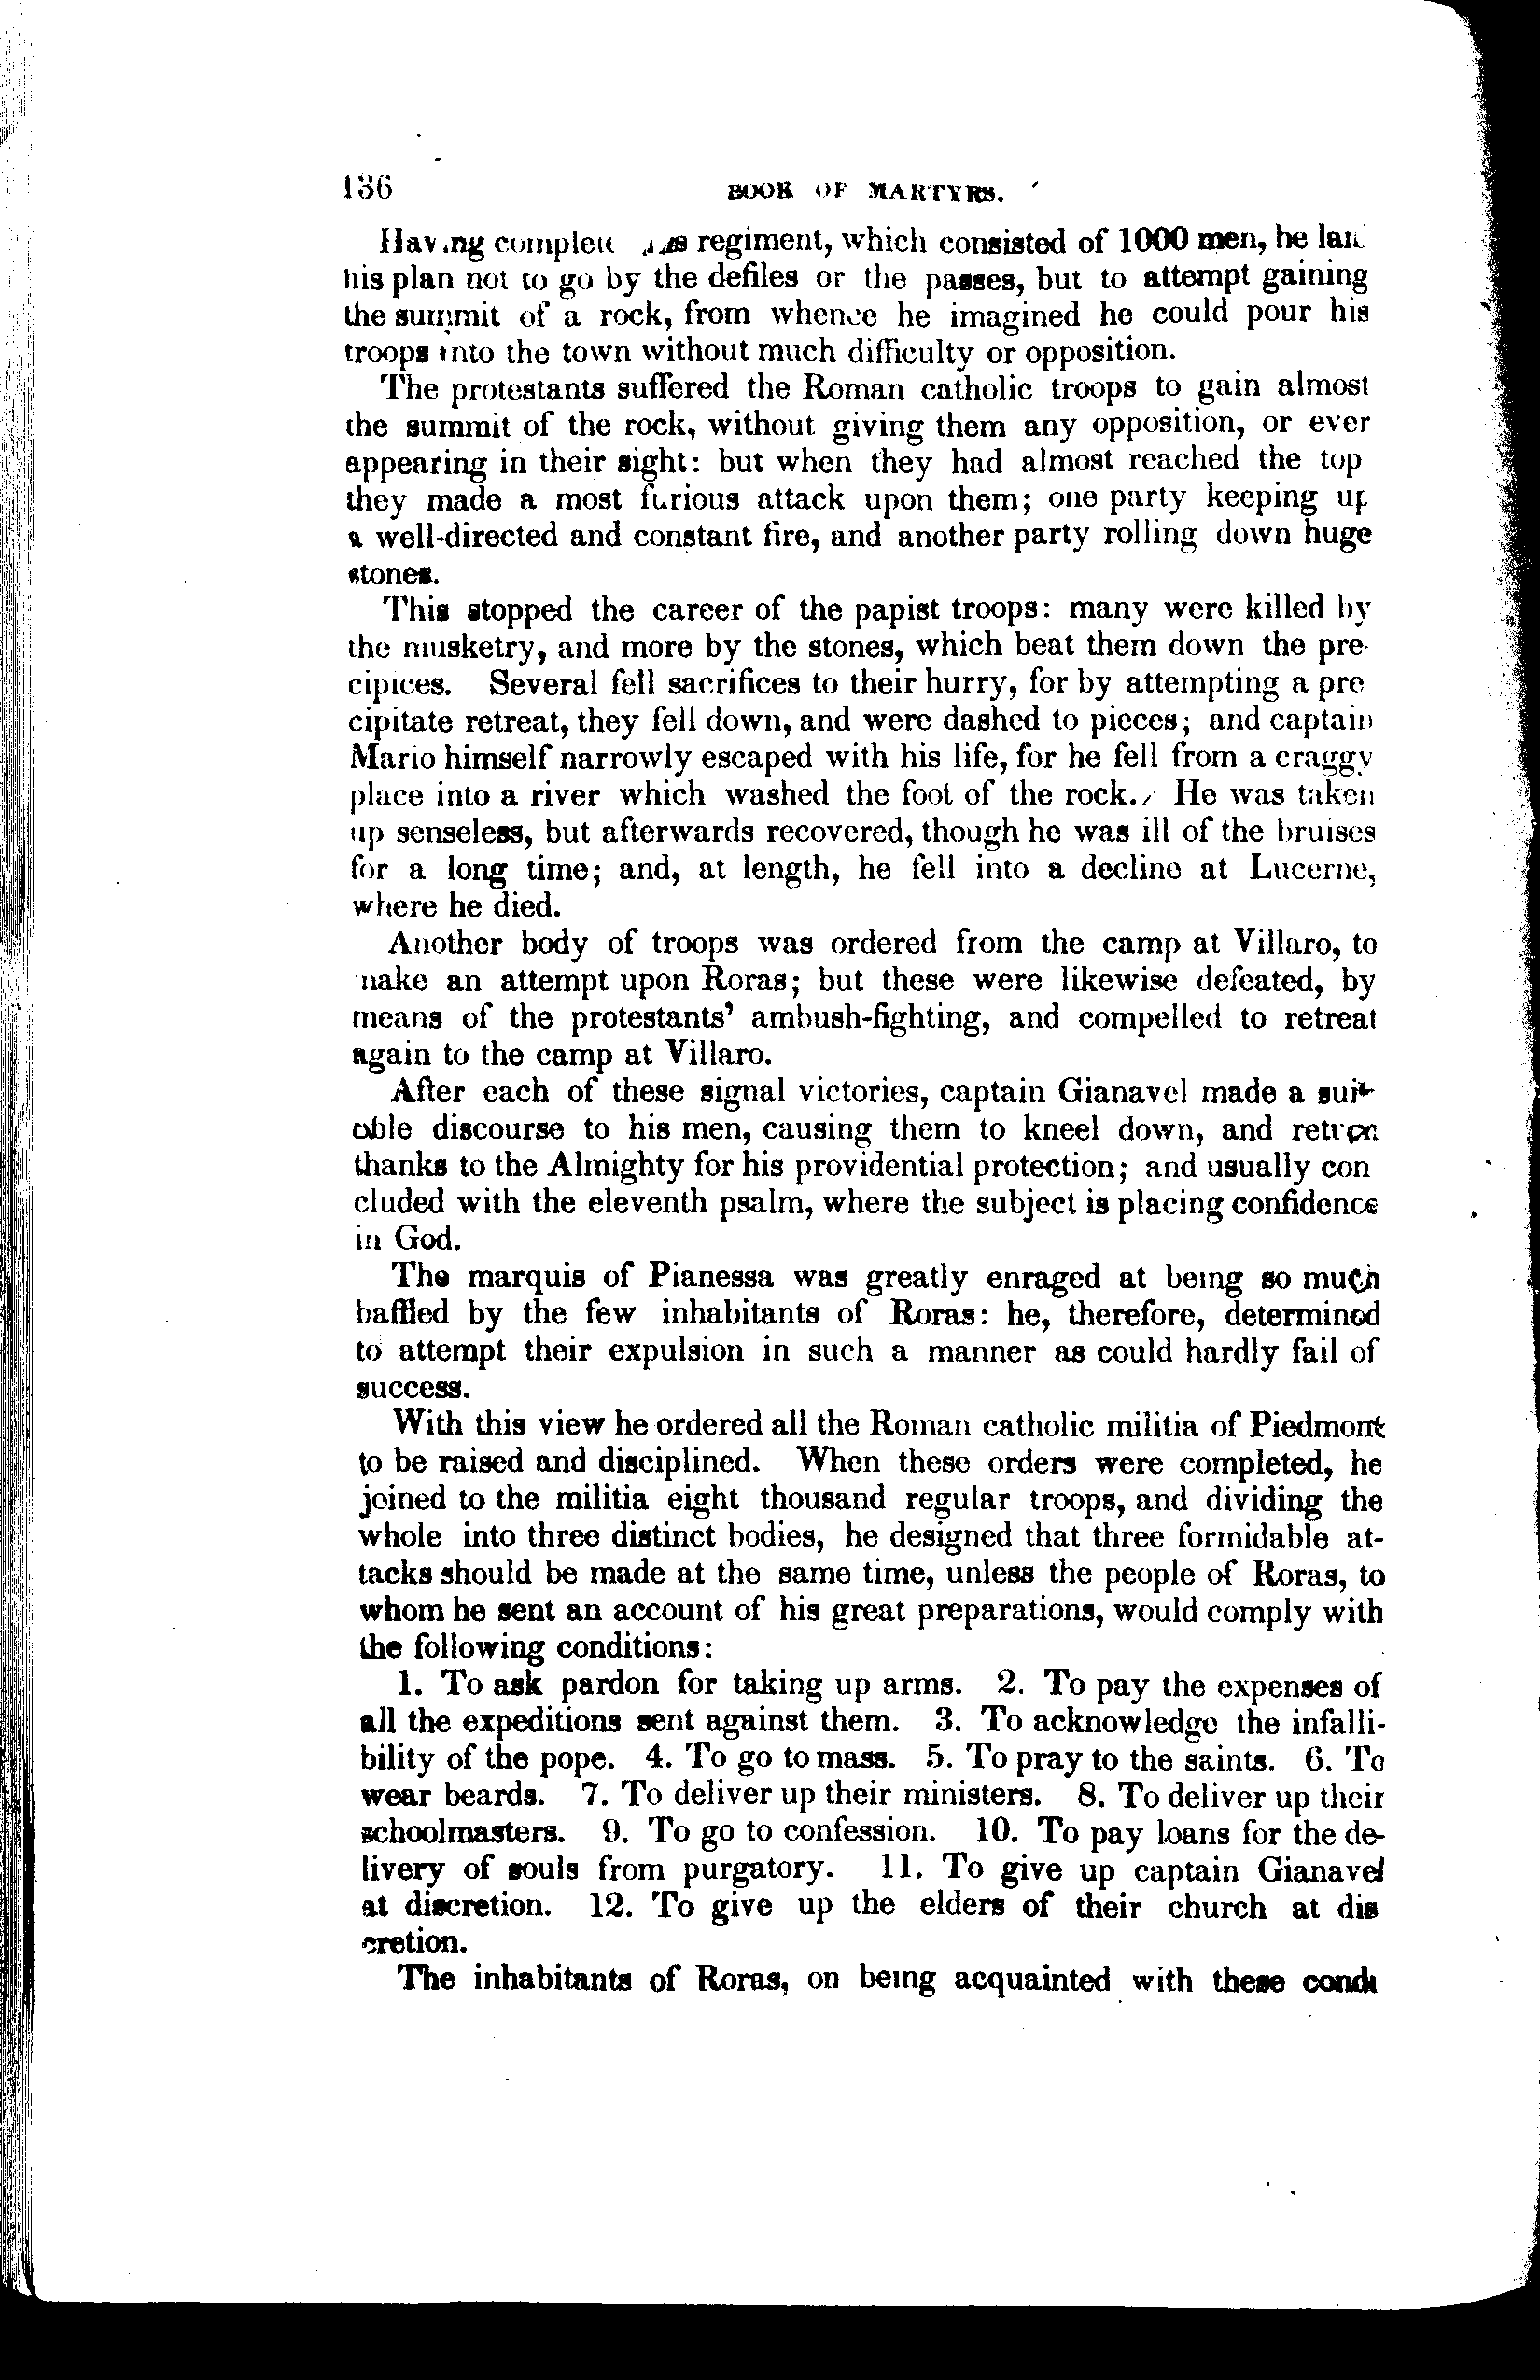 136 BOOK OF MARTYRS.
Having regiment, which consisted of 1000 men, he
his plan not to go by the defiles or the passes, but to attempt gaining
the summit of a rock, from whence he imagined he could pour his
troops into the town without much difficulty or opposition.
The protestants suffered the Roman catholic troops to gain almost
the summit of the rock, without giving them any opposition, or ever
appearing in their sight: but when they had almost reached the top
they made a most furious attack upon them; one party keeping up
a well-directed and constant fire, and another party rolling down huge
stones.
This stopped the career of the papist troops: many were killed by
the musketry, and more by the stones, which beat them down the pre-
cipices. Several fell sacrifices to their hurry, for by attempting a pre
cipitate retreat, they fell down, and were dashed to pieces; and captain
Mario himself narrowly escaped with his life, for he fell from a craggy
place into a river which washed the foot of the rock. He was taken
up senseless, but afterwards recovered, though he was ill of the bruises
for a long time; and, at length, he fell into a decline at Lucerne,
where he died.
Another body of troops was ordered from the camp at Villaro, to
make an attempt upon Roras; but these were likewise defeated, by
means of the protestants' ambush-fighting, and compelled to retreat
again to the camp at Villaro.
After each of these signal victories, captain Gianavel made a suit-
able discourse to his men, causing them to kneel down, and return
thanks to the Almighty for his providential protection; and usually con
cluded with the eleventh psalm, where the subject is placing confidence
in God.
The marquis of Pianessa was greatly enraged at being so much
baffled by the few inhabitants of Roras: he, therefore, determined
to attempt their expulsion in such a manner as could hardly fail of
success.
With this view he ordered all the Roman catholic militia of Piedmont
to be raised and disciplined. When these orders were completed, he
joined to the militia eight thousand regular troops, and dividing the
whole into three distinct bodies, he designed that three formidable at-
tacks should be made at the same time, unless the people of Roras, to
whom he sent an account of his great preparations, would comply with
the following conditions:
1. To ask pardon for taking up arms. 2. To pay the expenses of
all the expeditions sent against them. 3. To acknowledge the infalli-
bility of the pope. 4. To go to mass. 5. To pray to the saints. 6. To
wear beards. 7. To deliver up their ministers. 8. To deliver up their
schoolmasters. 9. To go to confession. 10. To pay loans for the de-
livery of souls from purgatory. 11. To give up captain Gianavel
at discretion. 12. To give up the elders of their church at dis
cretion.
The inhabitants of Roras, on being acquainted with these condi